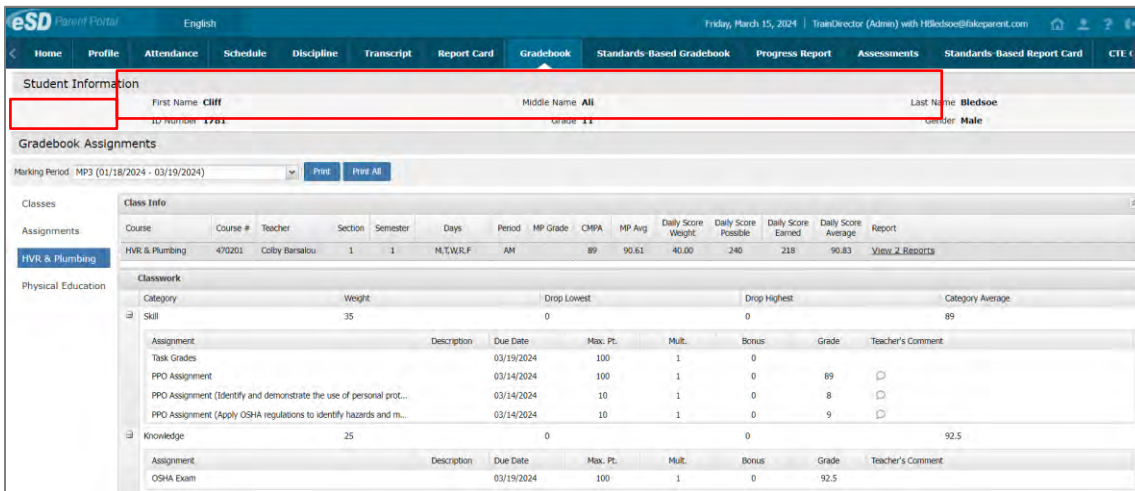 eSD Parent Portal English Friday, March 15, 2024 | TrainDirector (Admin) with HBledsoe@fakeparent.com ?
Home Profile Attendance Schedule Discipline Transcript Report Card Gradebook Standards-Based Gradebook Progress Report Assessments Standards-Based Report Card CTE
Student Information
First Name Cliff Middle Name Ali Last Name Bledsoe
ID Number 1781 Grade 11 Gender Male
Gradebook Assignments
Marking Period MP3 (01/18/2024 - 03/19/2024) Print Print All
Classes
Assignments
HVR & Plumbing
Physical Education
Class Info
Course Course # Teacher Section Semester Days Period MP Grade CMPA MP Avg Daily Score Weight Daily Score Possible Daily Score Earned Daily Score Average Report
HVR & Plumbing 470201 Colby Barsalou 1 1 M,T,W,R,F AM 89 90.61 40.00 240 218 90.83 View 2 Reports
Classwork
Category Weight Drop Lowest Drop Highest Category Average
Skill 35 0 0 89
Assignment Description Due Date Max. Pt. Mult. Bonus Grade Teacher's Comment
Task Grades 03/19/2024 100 1 0
PPO Assignment 03/14/2024 100 1 0 89
PPO Assignment (Identify and demonstrate the use of personal prot... 03/14/2024 10 1 0 8
PPO Assignment (Apply OSHA regulations to identify hazards and m... 03/14/2024 10 1 0 9
Knowledge 25 0 0 92.5
Assignment Description Due Date Max. Pt. Mult. Bonus Grade Teacher's Comment
OSHA Exam 03/19/2024 100 1 0 92.5